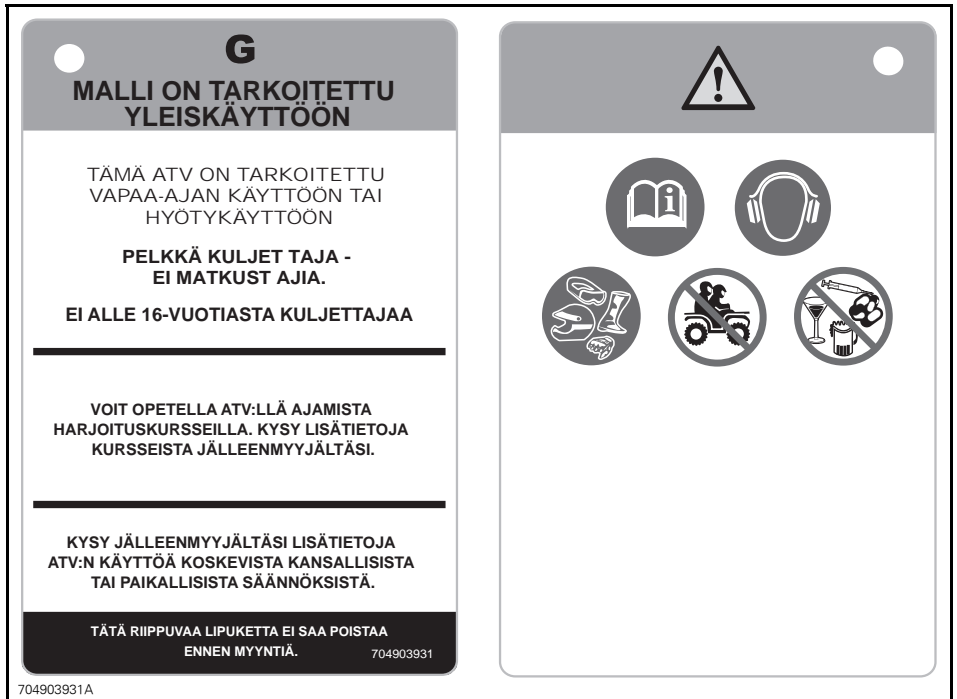 G
MALLI ON TARKOITETTU
YLEISKÄYTTÖÖN
TÄMÄ ATV ON TARKOITETTU
VAPAA-AJAN KÄYTTÖÖN TAI
HYÖTYKÄYTTÖÖN
PELKKÄ KULJET TAJA -
EI MATKUST AJIA.
EI ALLE 16-VUOTIASTA KULJETTAJAA
VOIT OPETELLA ATV:LLÄ AJAMISTA
HARJOITUSKURSSEILLA. KYSY LISÄTIETOJA
KURSSEISTA JÄLLEENMYYJÄLTÄSI.
KYSY JÄLLEENMYYJÄLTÄSI LISÄTIETOJA
ATV:N KÄYTTÖÄ KOSKEVISTA KANSALLISISTA
TAI PAIKALLISISTA SÄÄNNÖKSISTÄ.
TÄTÄ RIIPPUVAA LIPUKETTA EI SAA POISTAA
ENNEN MYYNTIÄ. 704903931
704903931A